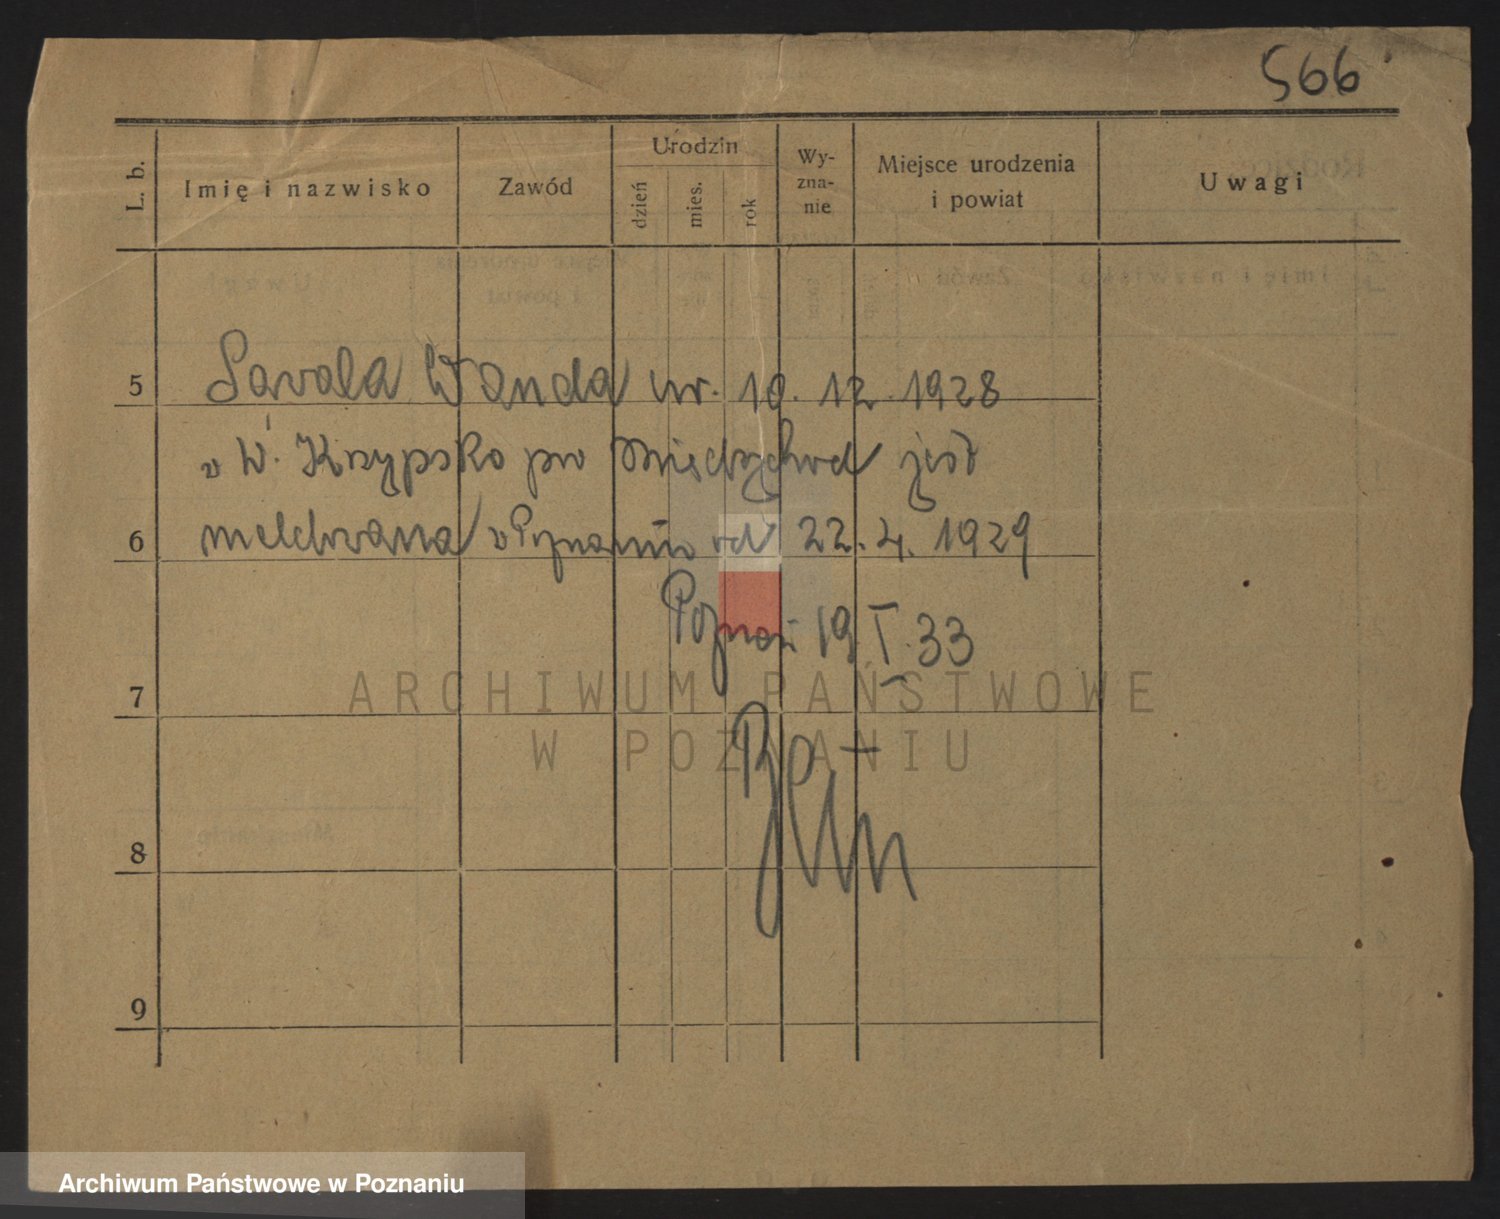 566
L. b.
Imię i nazwisko
Zawód
Urodzin
dzień
mies.
rok
Wy-
zna-
nie
Miejsce urodzenia
i powiat
Uwagi
5
Wanda ur. 10. 12. 1928
w W. Krzypsko pow Międzychod jest
6
meldowana w Poznaniu od 22. 4. 1929
Poznań 19 I. 33
7
ARCHIWUM PAŃSTWOWE
W POZNANIU
8
9
Archiwum Państwowe w Poznaniu